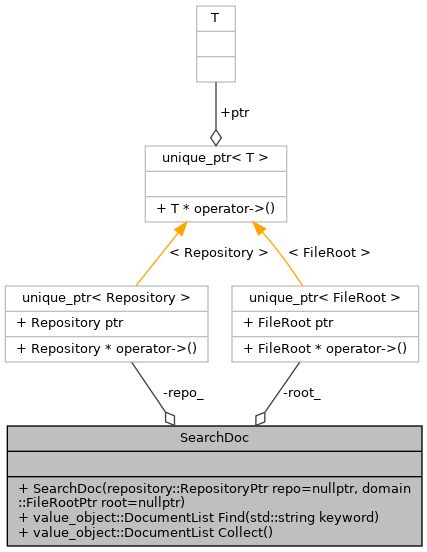 T
+ptr
unique_ptr< T >
+ T * operator->()
< Repository >
< FileRoot >
unique_ptr< Repository >
+ Repository ptr
+ Repository * operator->()
unique_ptr< FileRoot >
+ FileRoot ptr
+ FileRoot * operator->()
-repo_
-root_
SearchDoc
+ SearchDoc(repository::RepositoryPtr repo=nullptr, domain
::FileRootPtr root=nullptr)
+ value_object::DocumentList Find(std::string keyword)
+ value_object::DocumentList Collect()